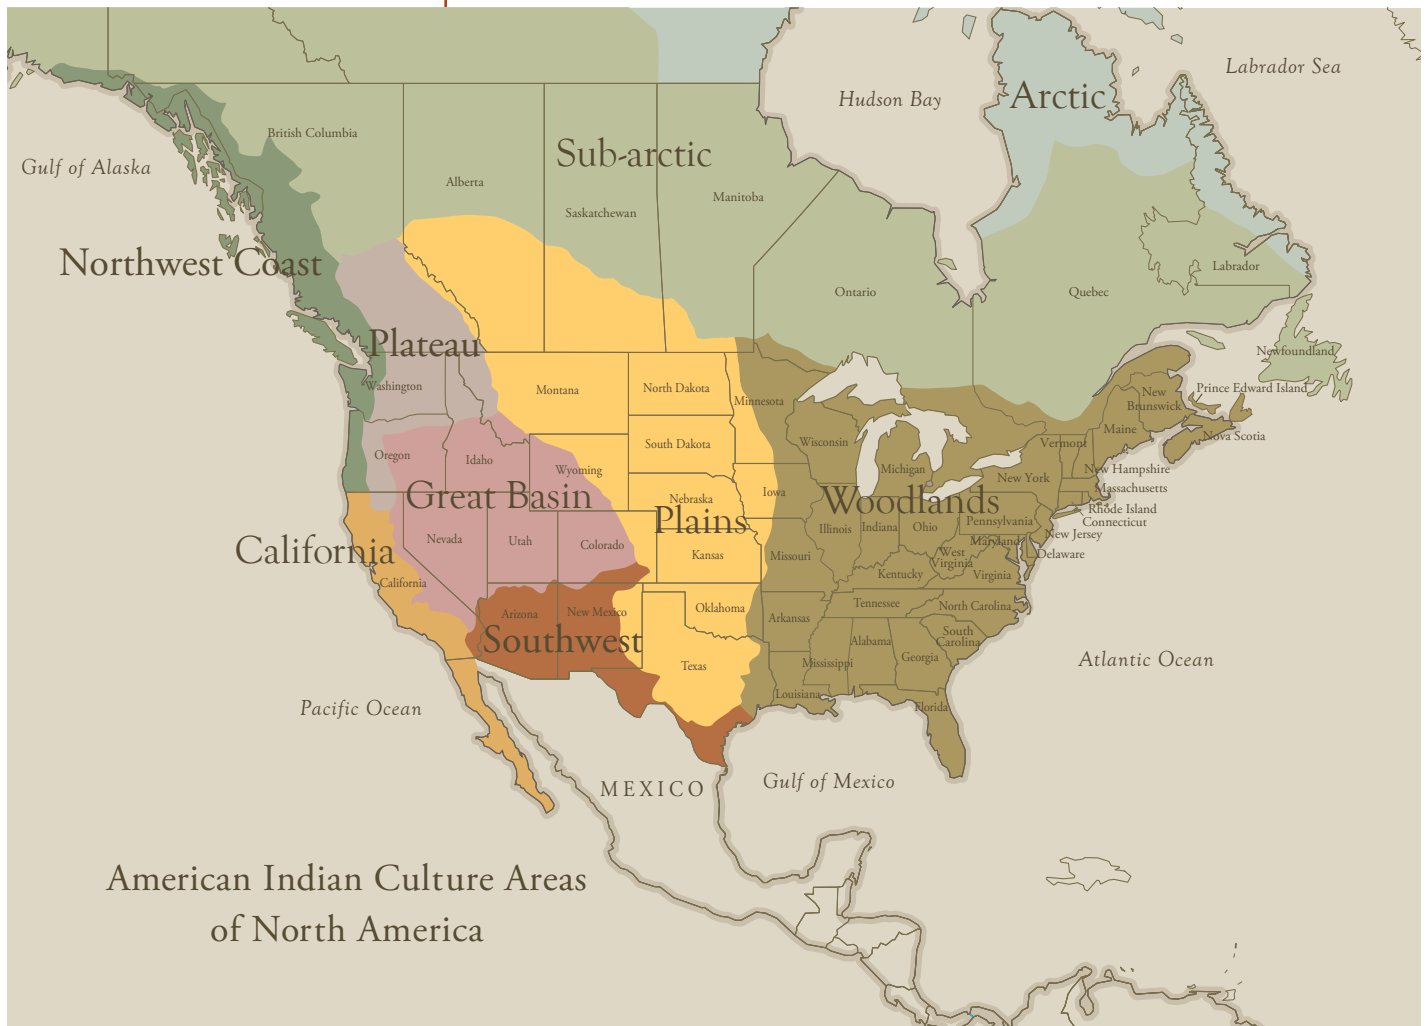 Labrador Sea
Hudson Bay
Arctic
British Columbia
Sub-arctic
Gulf of Alaska
Alberta
Manitoba
Saskatchewan
Northwest Coast
Labrador
Ontario
Quebec
Plateau
Newfoundland
Washington
Montana
North Dakota
Minnesota
New
Brunswick
Prince Edward Island
Maine
Nova Scotia
Wisconsin
Vermont
South Dakota
Oregon
Idaho
Wyoming
Michigan
New Hampshire
New York
Massachusetts
Great Basin
Nebraska
Iowa
Woodlands
Rhode Island
Connecticut
Plains
Pennsylvania
Illinois
Indiana
Ohio
New Jersey
California
Nevada
Utah
Colorado
Kansas
Missouri
Maryland
West
Virginia
Delaware
California
Kentucky
Virginia
Arizona
New Mexico
Oklahoma
Tennessee
North Carolina
Arkansas
Southwest
South
Carolina
Alabama
Georgia
Mississippi
Texas
Atlantic Ocean
Louisiana
Florida
Pacific Ocean
MEXICO
Gulf of Mexico
American Indian Culture Areas
of North America